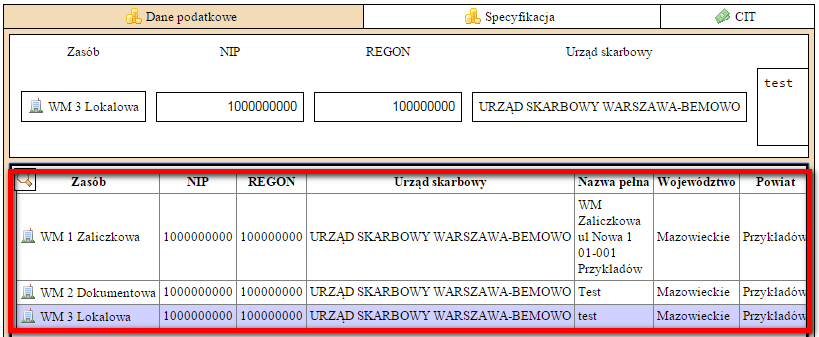 Dane podatkowe Specyfikacja CIT
Zasób NIP REGON Urząd skarbowy
test
WM 3 Lokalowa 1000000000 100000000 URZĄD SKARBOWY WARSZAWA-BEMOWO
Zasób NIP REGON Urząd skarbowy Nazwa pełna Województwo Powiat
WM
Zaliczkowa
WM 1 Zaliczkowa 1000000000 100000000 URZĄD SKARBOWY WARSZAWA-BEMOWO ul Nowa 1 Mazowieckie Przykładów
01-001
Przykładów
WM 2 Dokumentowa 1000000000 100000000 URZĄD SKARBOWY WARSZAWA-BEMOWO Test Mazowieckie Przykładów
WM 3 Lokalowa 1000000000 100000000 URZĄD SKARBOWY WARSZAWA-BEMOWO test Mazowieckie Przykładów